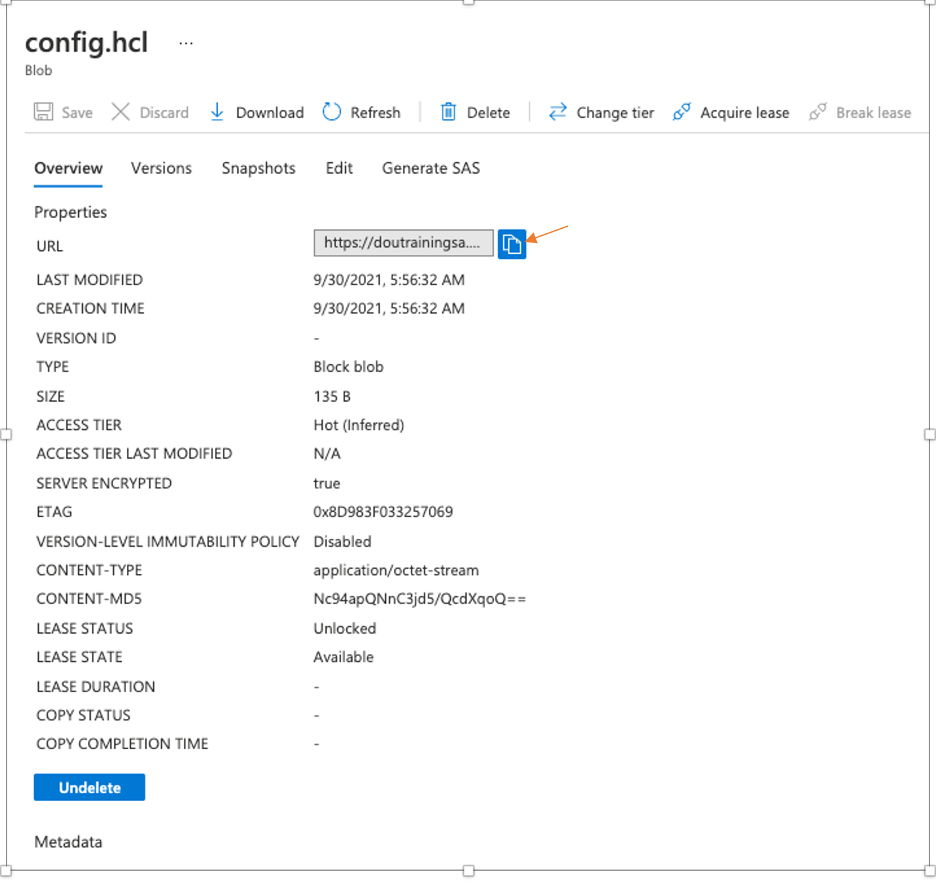 config.hcl ...
Blob
Save Discard Download Refresh Delete Change tier Acquire lease Break lease
Overview Versions Snapshots Edit Generate SAS
Properties
URL https://doutrainingsa....
LAST MODIFIED 9/30/2021, 5:56:32 AM
CREATION TIME 9/30/2021, 5:56:32 AM
VERSION ID -
TYPE Block blob
SIZE 135 B
ACCESS TIER Hot (Inferred)
ACCESS TIER LAST MODIFIED N/A
SERVER ENCRYPTED true
ETAG 0x8D983F033257069
VERSION-LEVEL IMMUTABILITY POLICY Disabled
CONTENT-TYPE application/octet-stream
CONTENT-MD5 Nc94apQNnC3jd5/QcdXqoQ==
LEASE STATUS Unlocked
LEASE STATE Available
LEASE DURATION -
COPY STATUS -
COPY COMPLETION TIME -
Undelete
Metadata